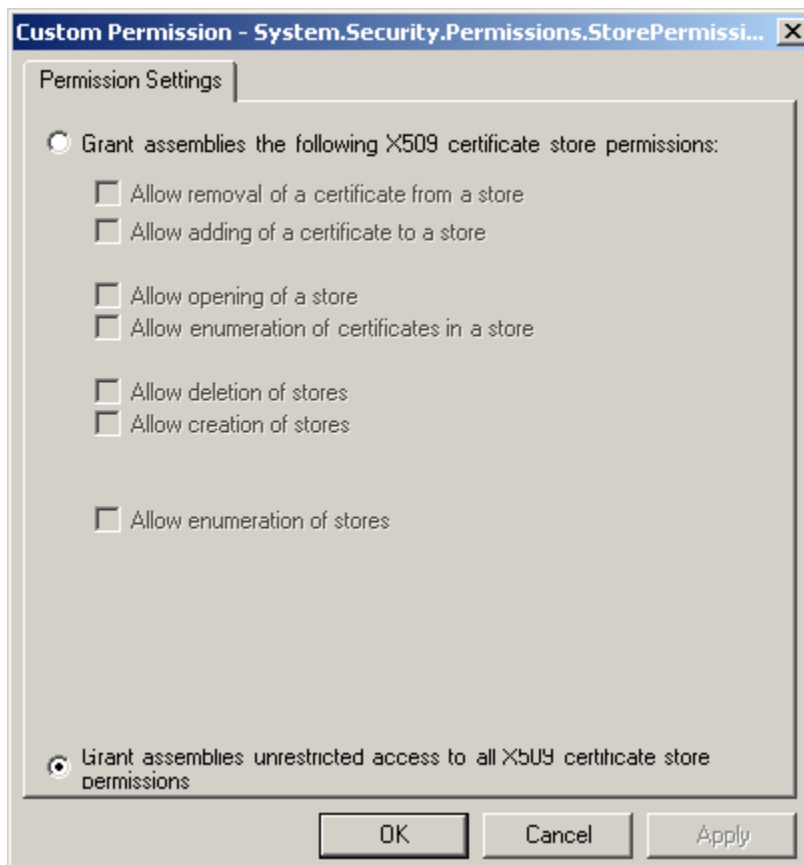 Custom Permission - System.Security.Permissions.StorePermissi...
Permission Settings
Grant assemblies the following X509 certificate store permissions:
Allow removal of a certificate from a store
Allow adding of a certificate to a store
Allow opening of a store
Allow enumeration of certificates in a store
Allow deletion of stores
Allow creation of stores
Allow enumeration of stores
Grant assemblies unrestricted access to all X509 certificate store
permissions
OK
Cancel
Apply